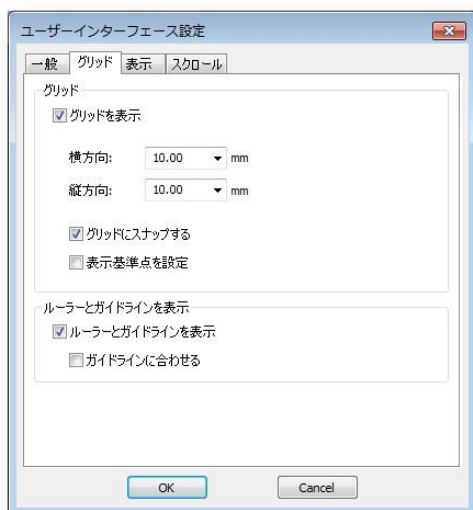 ユーザーインターフェース設定
一般 グリッド 表示 スクロール
グリッド
グリッドを表示
横方向: 10.00 mm
縦方向: 10.00 mm
グリッドにスナップする
表示基準点を設定
ルーラーとガイドラインを表示
ルーラーとガイドラインを表示
ガイドラインに合わせる
OK Cancel